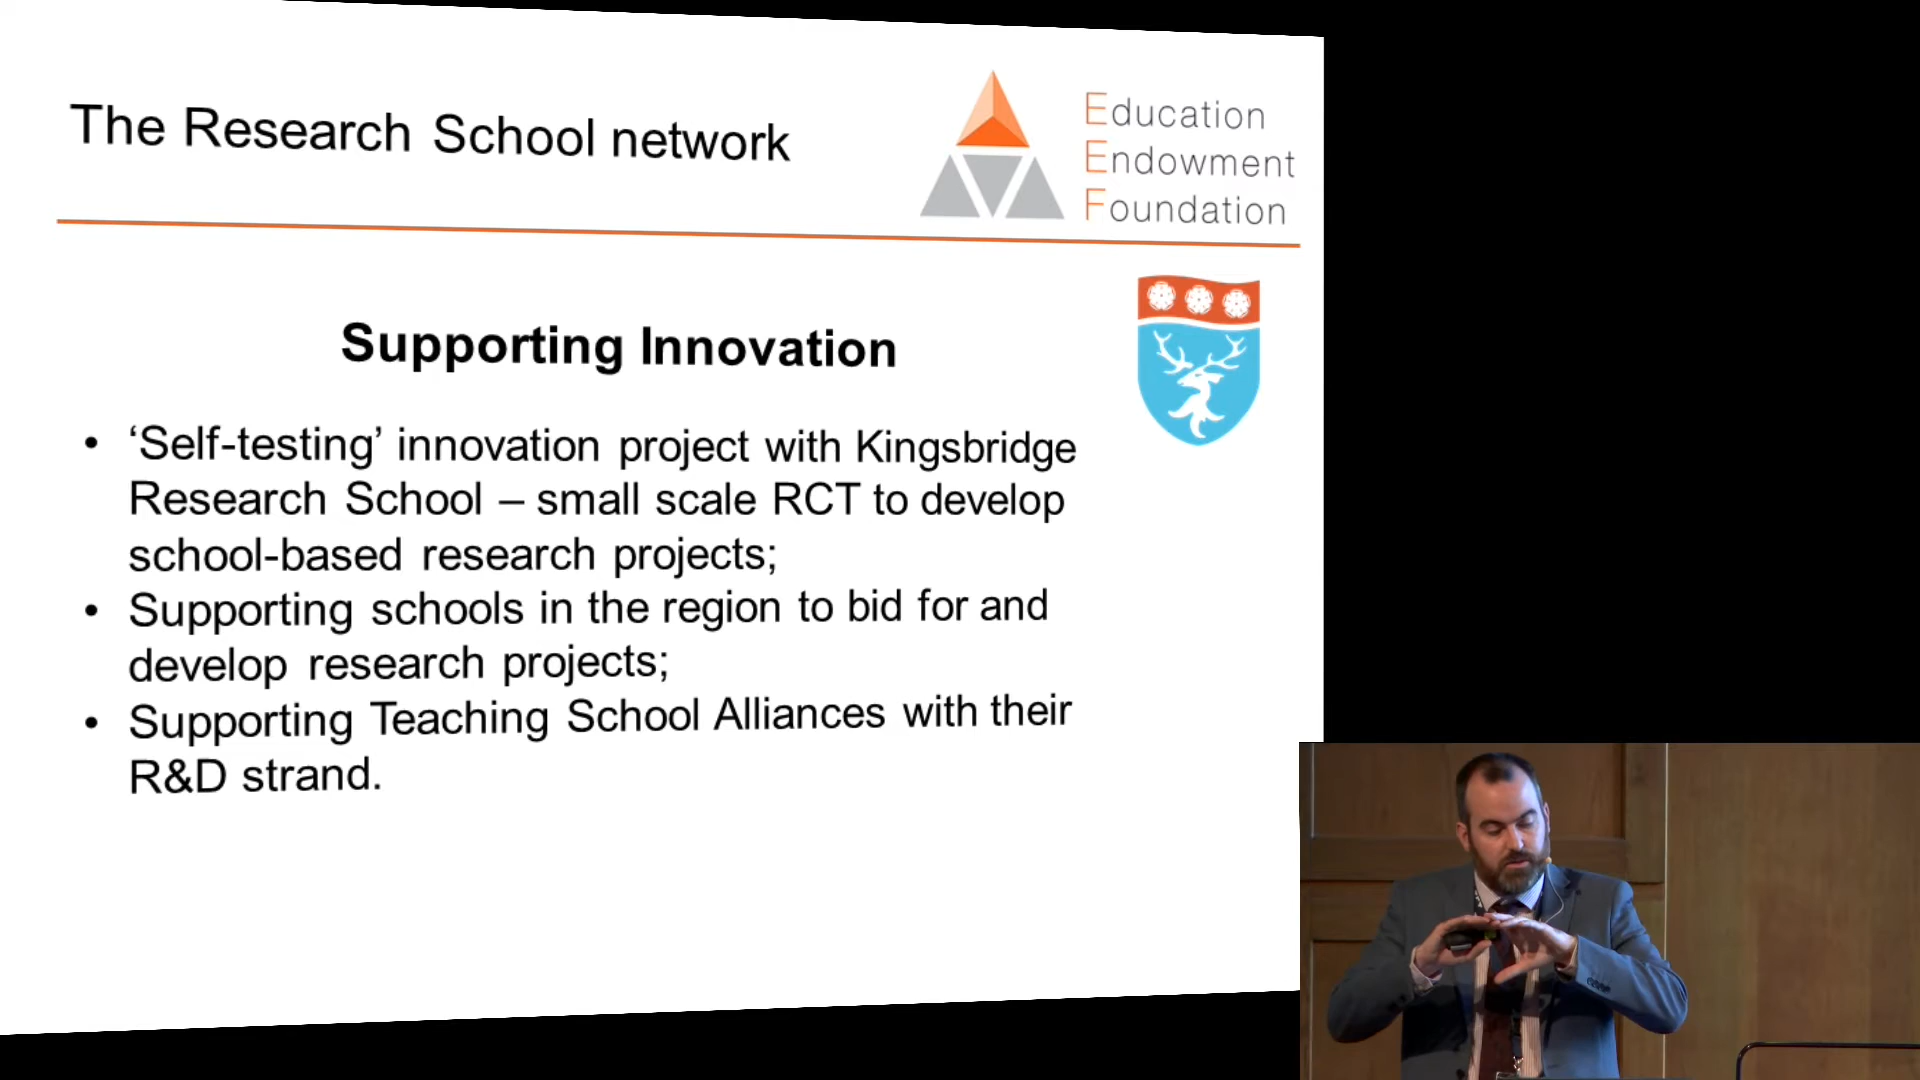 The Research School network
Education
Endowment
Foundation
Supporting Innovation
• ‘Self-testing’ innovation project with Kingsbridge
Research School – small scale RCT to develop
school-based research projects;
• Supporting schools in the region to bid for and
develop research projects;
• Supporting Teaching School Alliances with their
R&D strand.